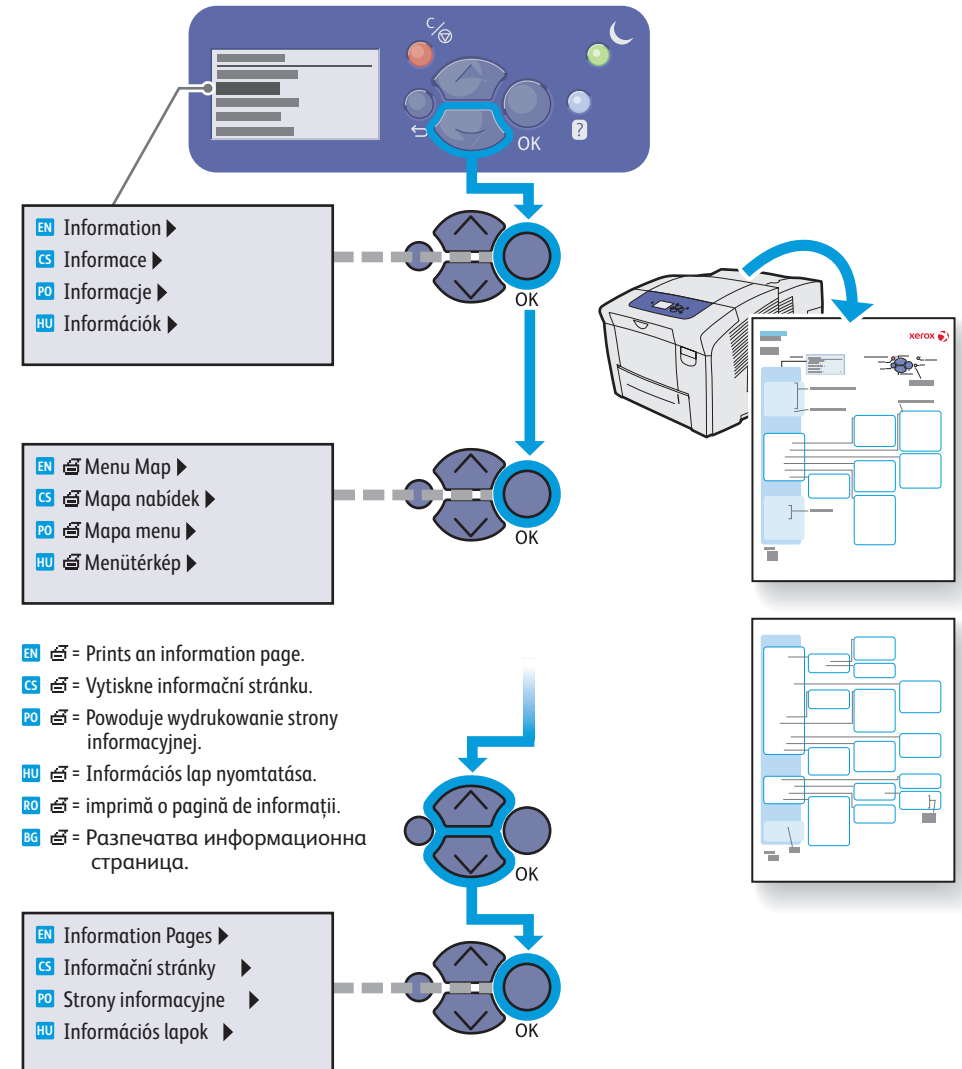 C/
?
OK
EN Information
CS Informace
PO Informacje
HU Információk
OK
xerox
EN Menu Map
CS Mapa nabídek
PO Mapa menu
HU Menütérkép
OK
EN = Prints an information page.
CS = Vytiskne informační stránku.
PO = Powoduje wydrukowanie strony
informacyjnej.
HU = Információs lap nyomtatása.
RO = imprimă o pagină de informații.
BG = Разпечатва информационна
страница.
OK
EN Information Pages
CS Informační stránky
PO Strony informacyjne
HU Információs lapok
OK